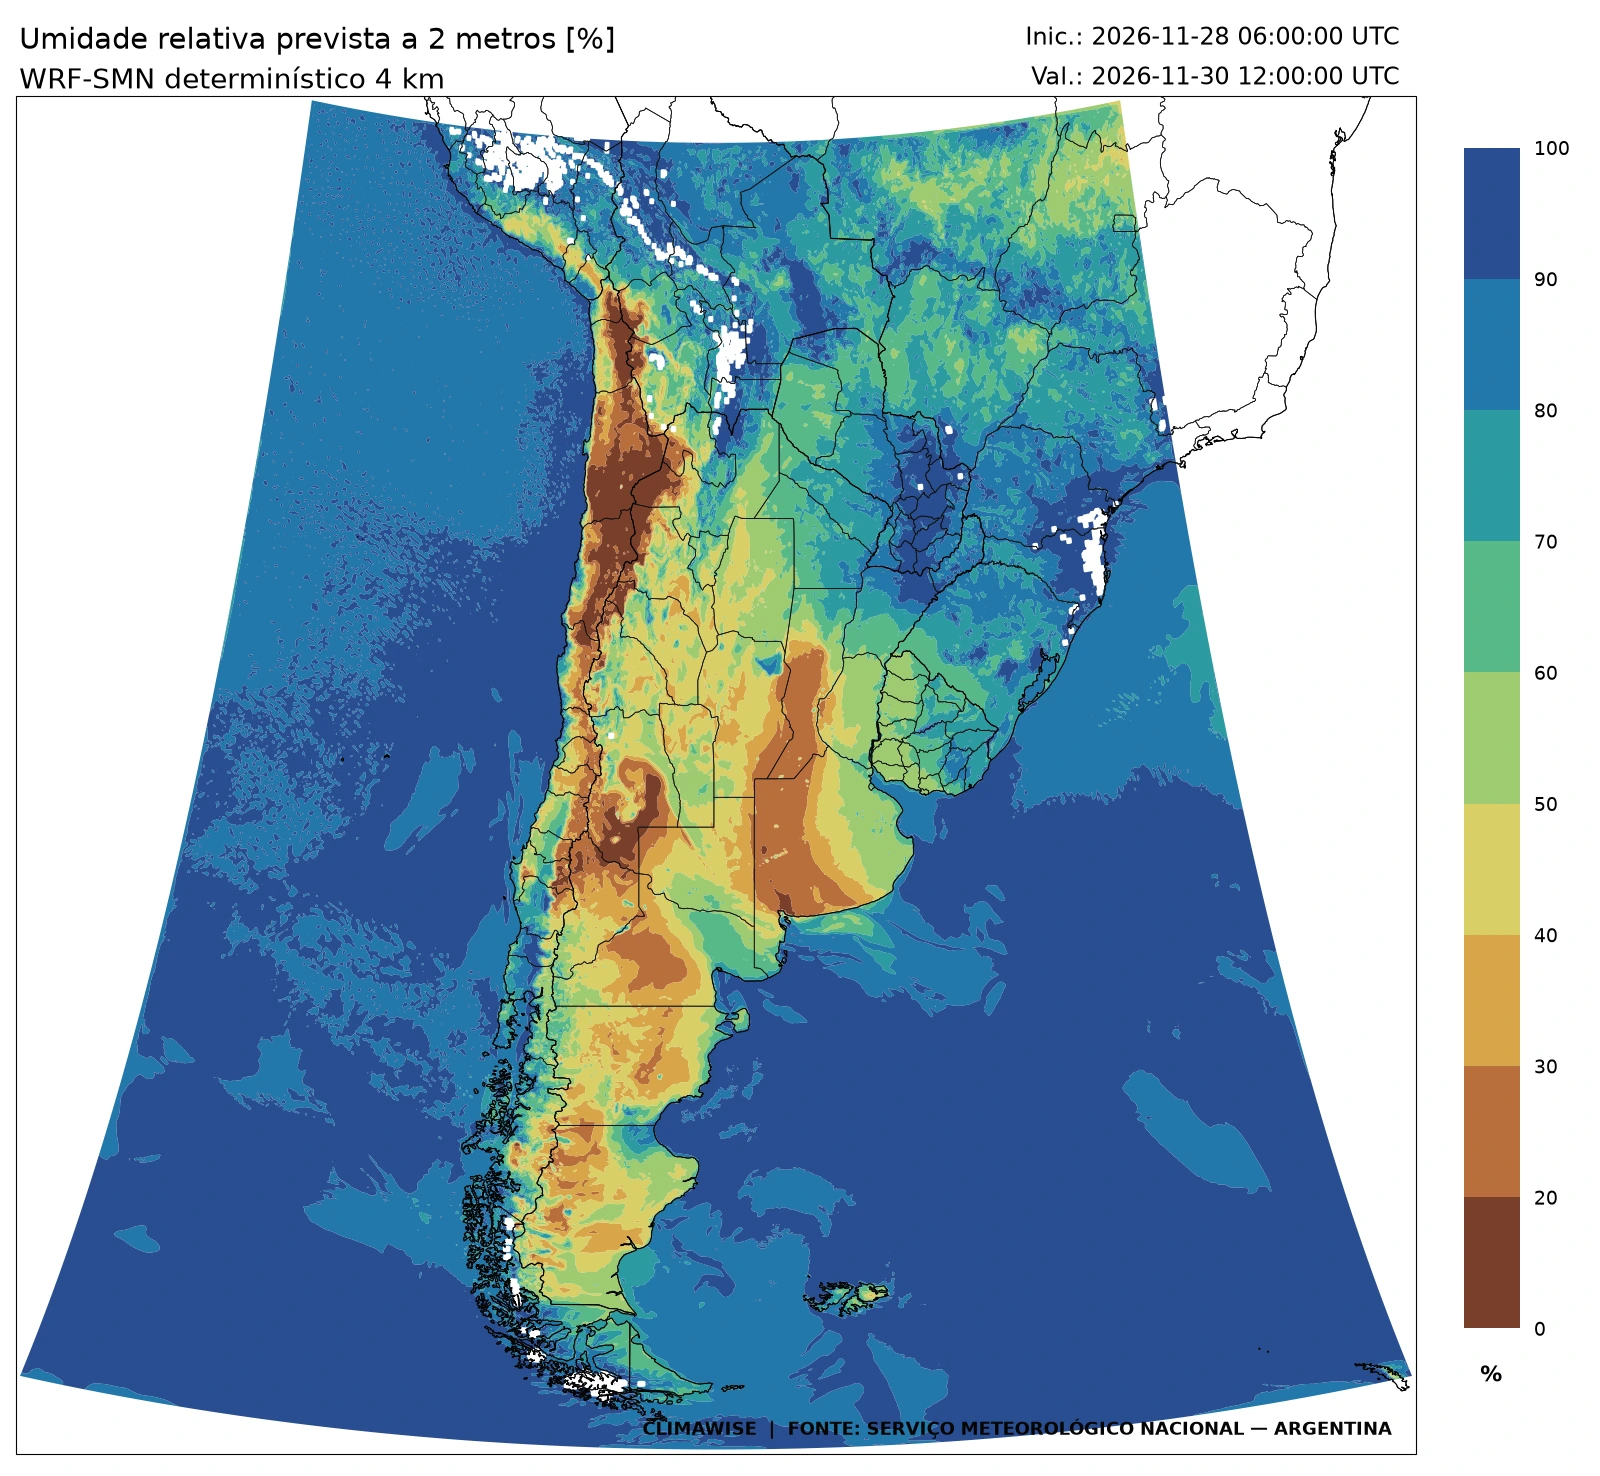 Umidade relativa prevista a 2 metros [%]
WRF-SMN determinístico 4 km
Inic.: 2026-11-28 06:00:00 UTC
Val.: 2026-11-30 12:00:00 UTC
100
90
80
70
60
50
40
30
20
0
%
CLIMAWISE | FONTE: SERVIÇO METEOROLÓGICO NACIONAL — ARGENTINA